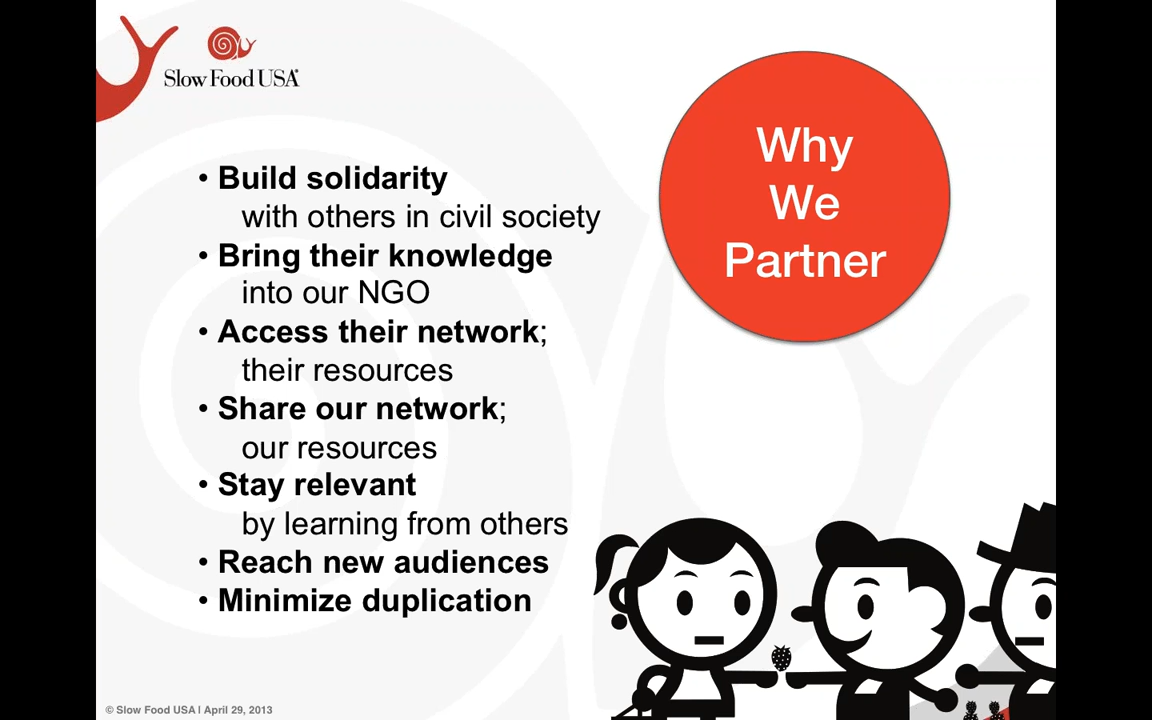 Slow Food USA®
Why
We
Partner
• Build solidarity
with others in civil society
• Bring their knowledge
into our NGO
• Access their network;
their resources
• Share our network;
our resources
• Stay relevant
by learning from others
• Reach new audiences
• Minimize duplication
© Slow Food USA | April 29, 2013